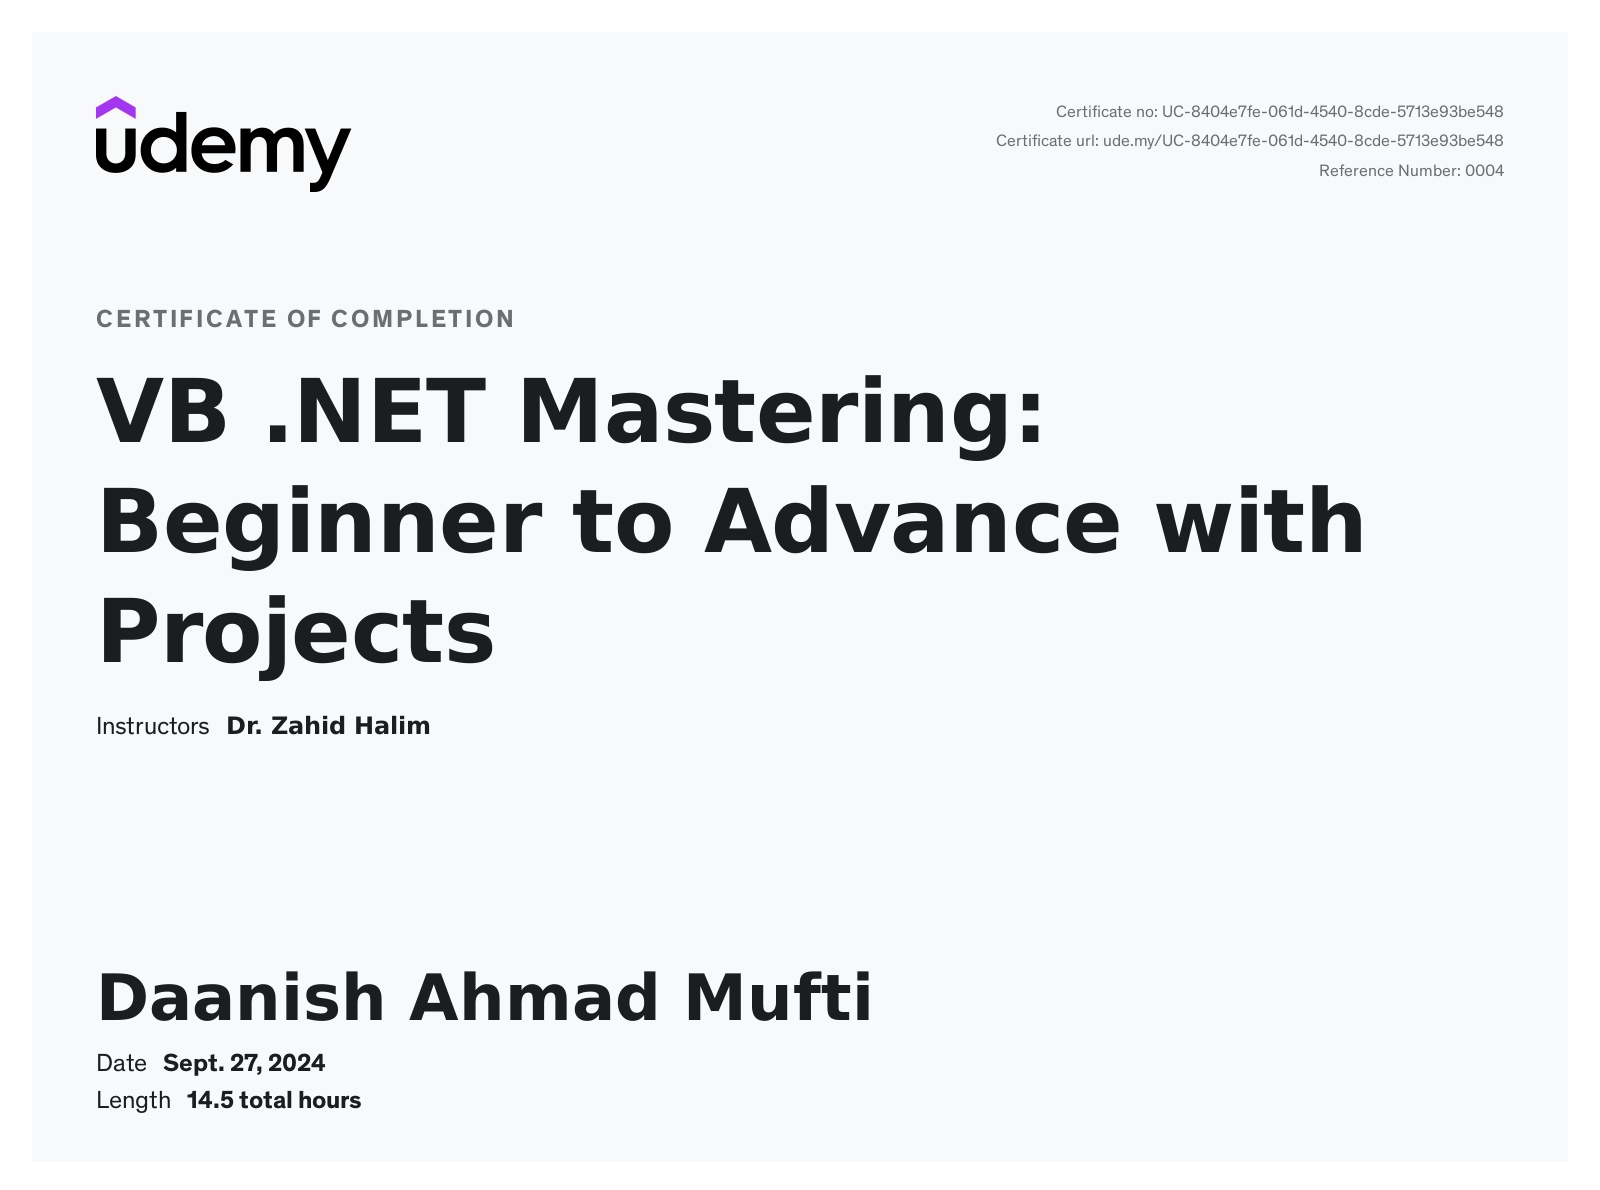 udemy
Certificate no: UC-8404e7fe-061d-4540-8cde-5713e93be548
Certificate url: ude.my/UC-8404e7fe-061d-4540-8cde-5713e93be548
Reference Number: 0004
CERTIFICATE OF COMPLETION
VB .NET Mastering:
Beginner to Advance with
Projects
Instructors Dr. Zahid Halim
Daanish Ahmad Mufti
Date Sept. 27, 2024
Length 14.5 total hours